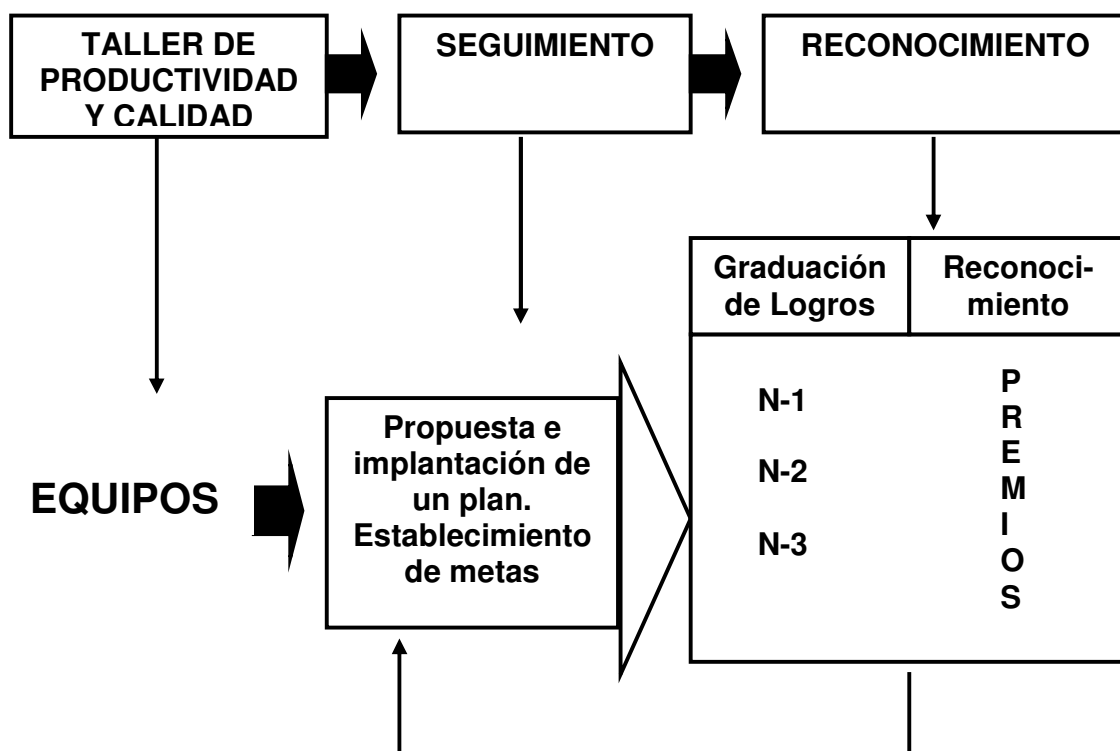 TALLER DE
PRODUCTIVIDAD
Y CALIDAD
SEGUIMIENTO
RECONOCIMIENTO
Graduación
de Logros
Reconoci-
miento
EQUIPOS
Propuesta e
implantación de
un plan.
Establecimiento
de metas
N-1
N-2
N-3
P
R
E
M
I
O
S